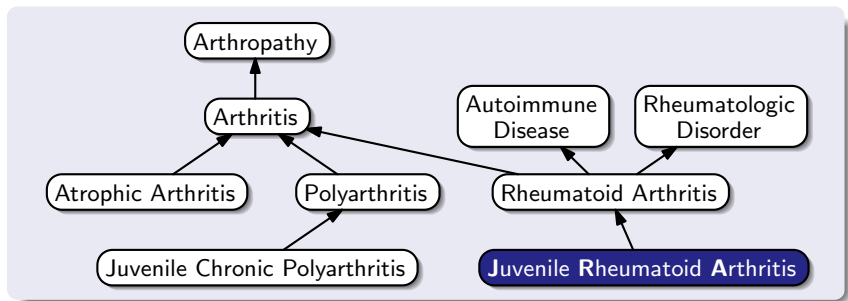 Arthropathy
Arthritis
Autoimmune
Disease
Rheumatologic
Disorder
Atrophic Arthritis
Polyarthritis
Rheumatoid Arthritis
Juvenile Chronic Polyarthritis
Juvenile Rheumatoid Arthritis